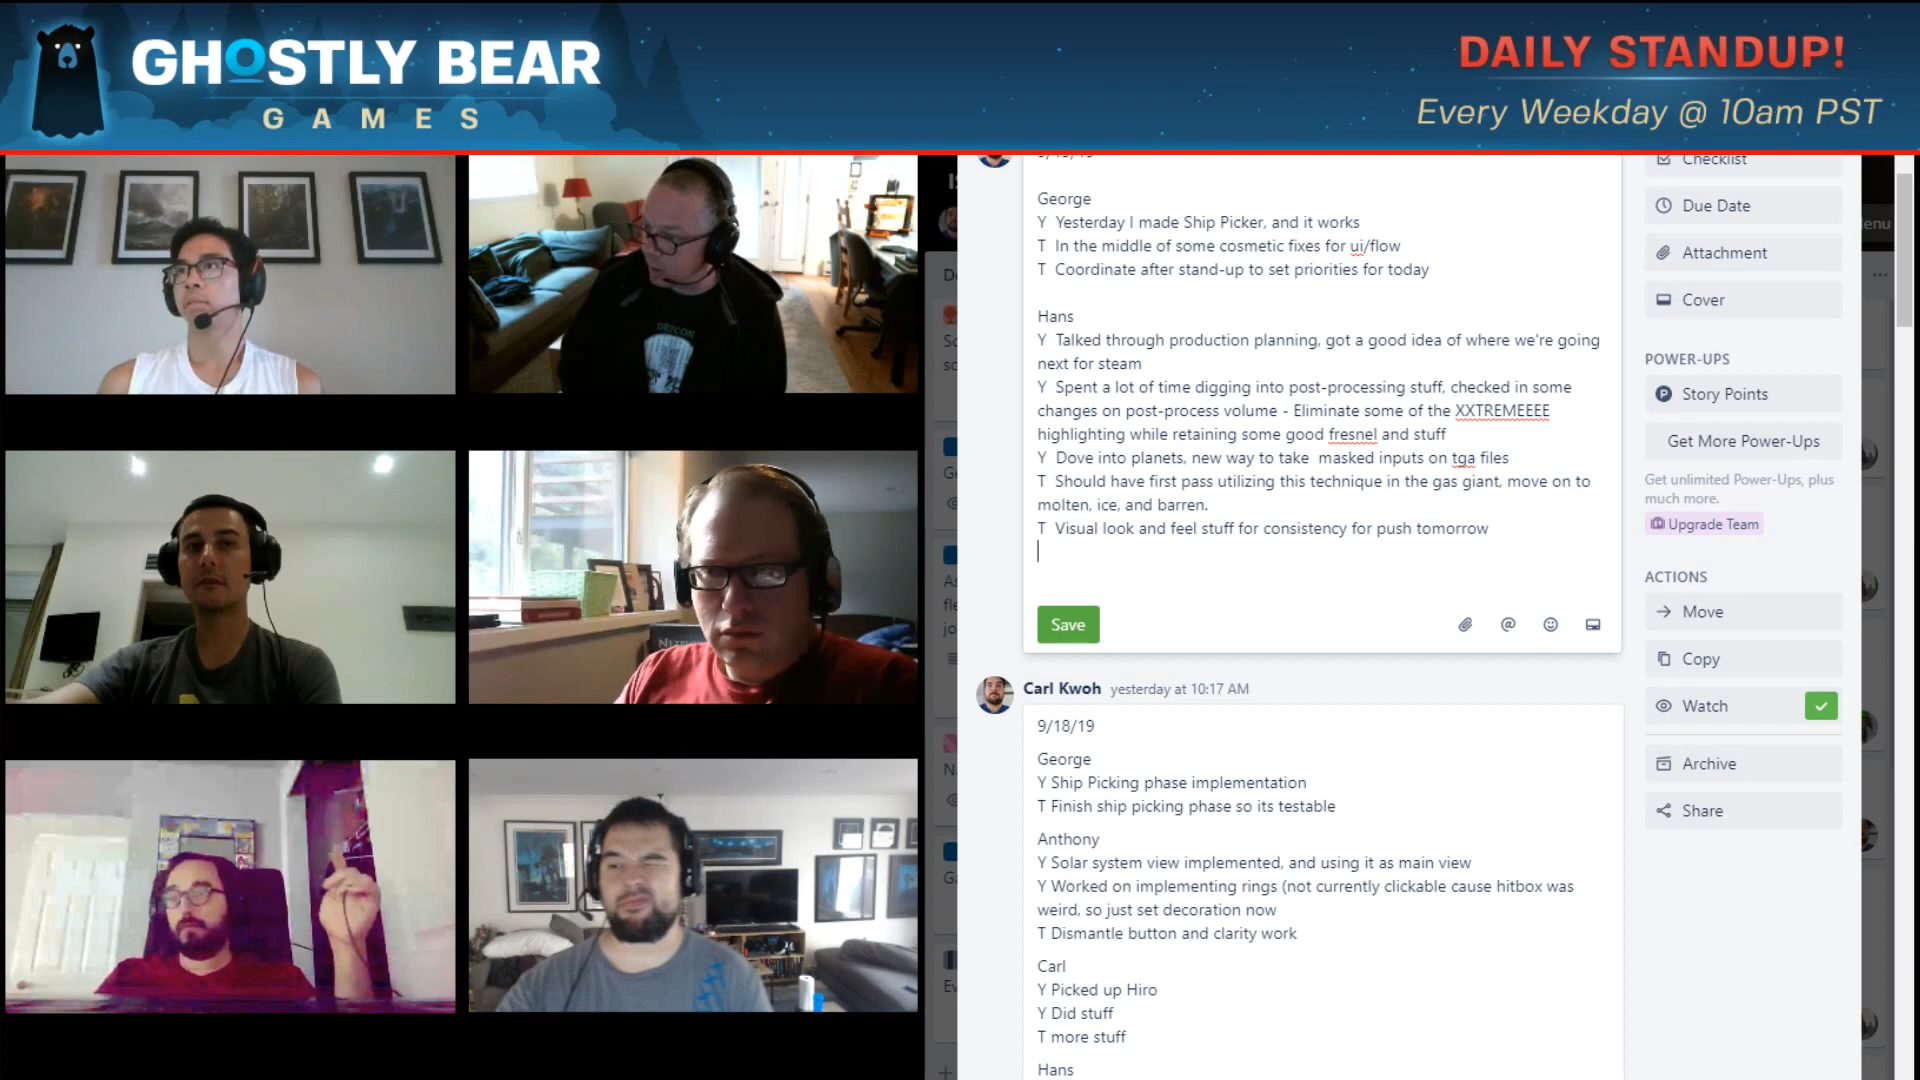 GHOSTLY BEAR
GAMES
DAILY STANDUP!
Every Weekday @ 10am PST
George
Y Yesterday I made Ship Picker, and it works
T In the middle of some cosmetic fixes for ui/flow
T Coordinate after stand-up to set priorities for today
Hans
Y Talked through production planning, got a good idea of where we're going
next for steam
Y Spent a lot of time digging into post-processing stuff, checked in some
changes on post-process volume - Eliminate some of the XXTREMEEEE
highlighting while retaining some good fresnel and stuff
Y Dove into planets, new way to take masked inputs on tga files
T Should have first pass utilizing this technique in the gas giant, move on to
molten, ice, and barren.
T Visual look and feel stuff for consistency for push tomorrow
Save
Carl Kwoh yesterday at 10:17 AM
9/18/19
George
Y Ship Picking phase implementation
T Finish ship picking phase so its testable
Anthony
Y Solar system view implemented, and using it as main view
Y Worked on implementing rings (not currently clickable cause hitbox was
weird, so just set decoration now
T Dismantle button and clarity work
Carl
Y Picked up Hiro
Y Did stuff
T more stuff
Hans
Checklist
Due Date
Attachment
Cover
POWER-UPS
Story Points
Get More Power-Ups
Get unlimited Power-Ups, plus
much more.
Upgrade Team
ACTIONS
Move
Copy
Watch
Archive
Share
DEFCON